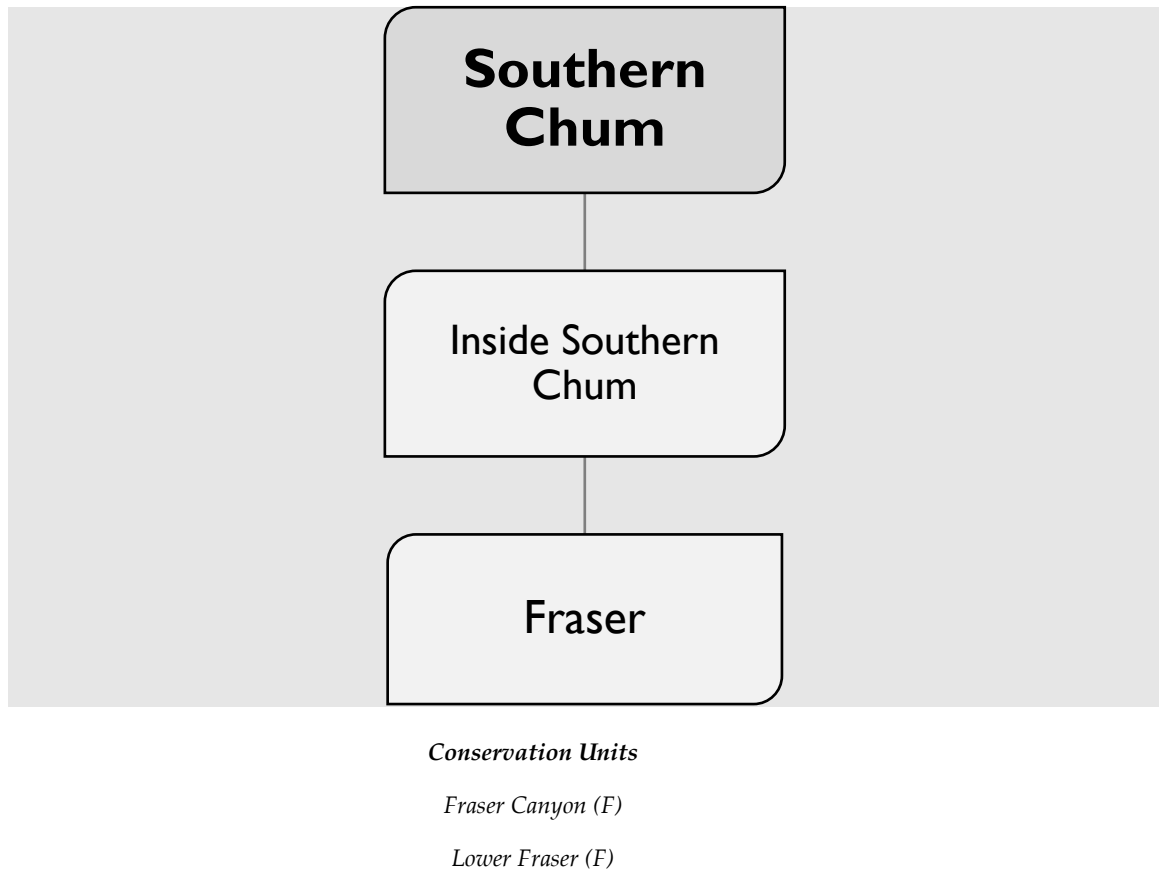 Southern
Chum
Inside Southern
Chum
Fraser
Conservation Units
Fraser Canyon (F)
Lower Fraser (F)